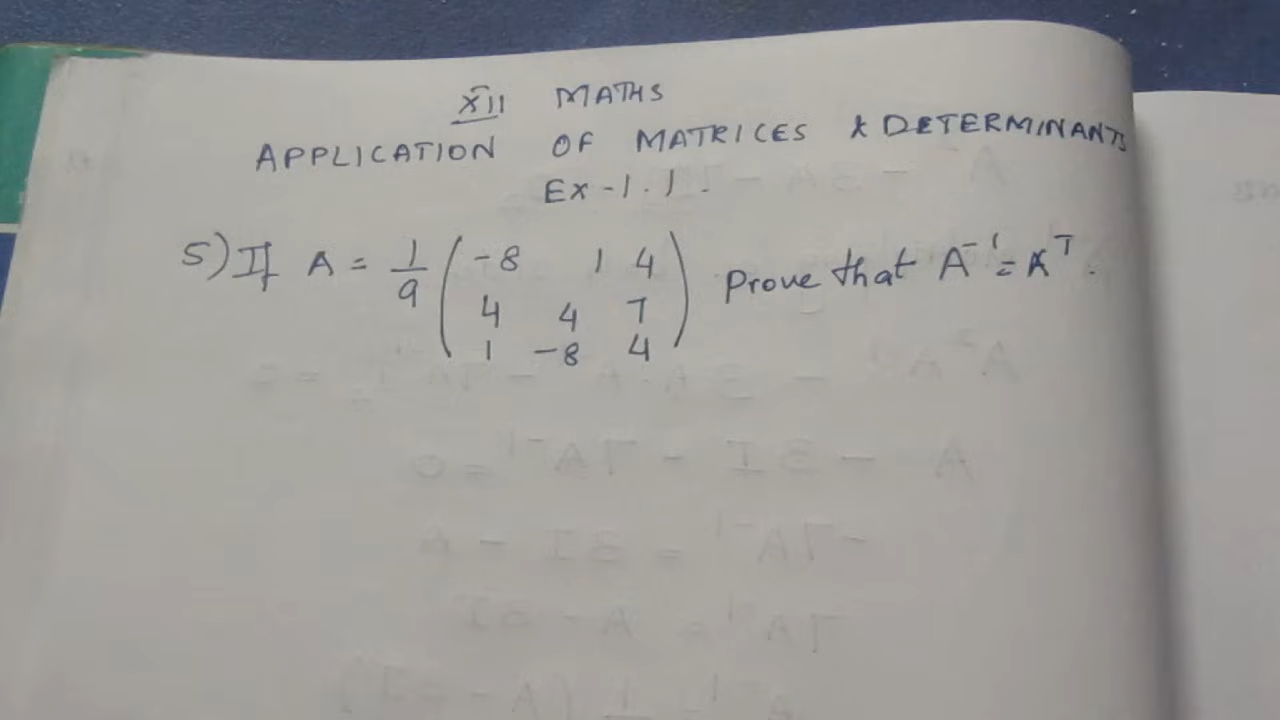 XII MATHS
APPLICATION OF MATRICES & DETERMINANTS
Ex-1.1.
5) If A = 1/9 ( -8 1 4 ) Prove that A⁻¹ = Aᵀ.
4 4 7
1 -8 4